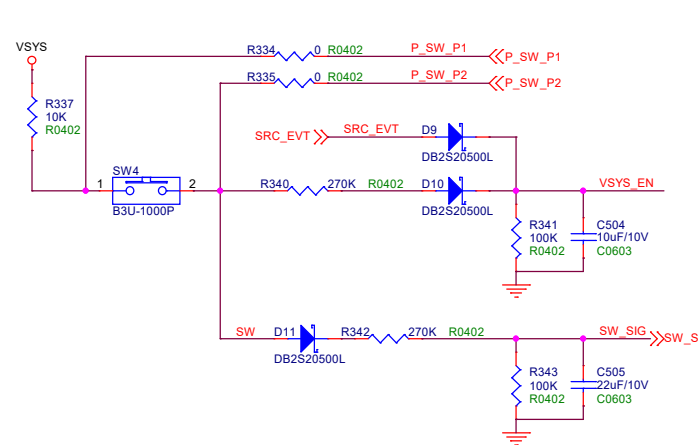 VSYS
R334 0 R0402 P_SW_P1 P_SW_P1
R335 0 R0402 P_SW_P2 P_SW_P2
R337
10K
R0402
SRC_EVT SRC_EVT D9
DB2S20500L
SW4
1 2
B3U-1000P
R340 270K R0402 D10
DB2S20500L
VSYS_EN
R341
100K
R0402
C504
10uF/10V
C0603
SW D11 R342 270K R0402 SW_SIG SW_S
DB2S20500L
R343
100K
R0402
C505
22uF/10V
C0603